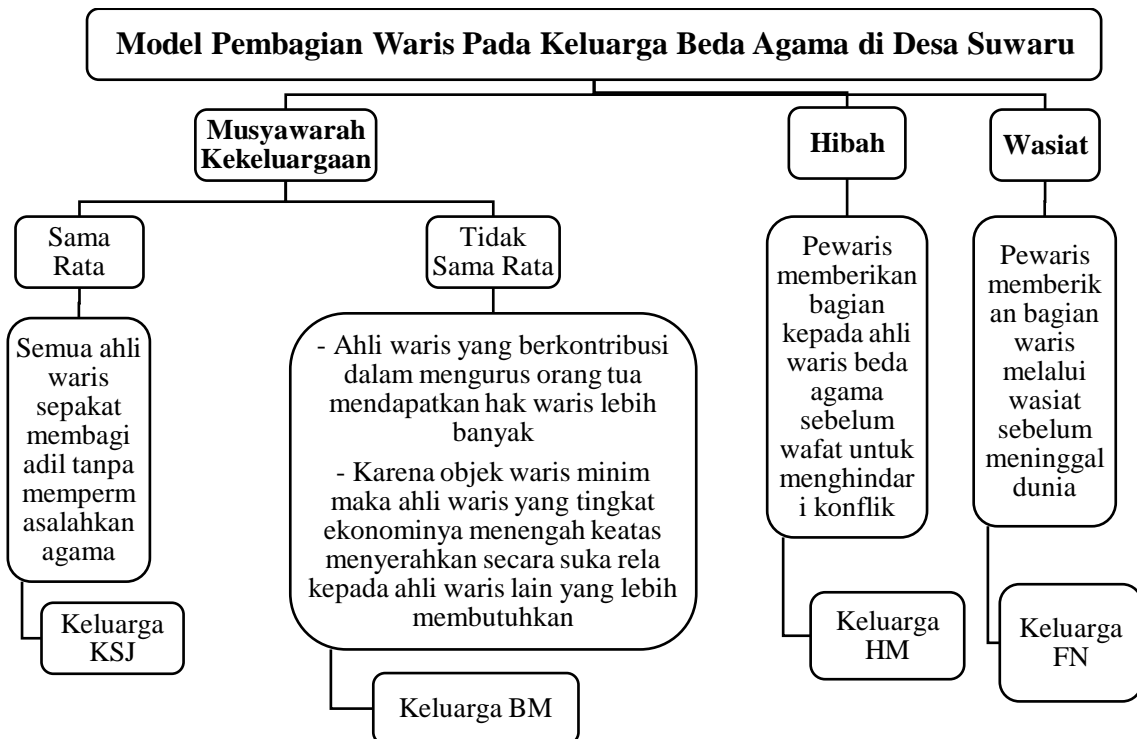 Model Pembagian Waris Pada Keluarga Beda Agama di Desa Suwaru
Musyawarah
Kekeluargaan
Hibah
Wasiat
Sama
Rata
Tidak
Sama Rata
Semua ahli
waris
sepakat
membagi
adil tanpa
memperm
asalahkan
agama
- Ahli waris yang berkontribusi
dalam mengurus orang tua
mendapatkan hak waris lebih
banyak
- Karena objek waris minim
maka ahli waris yang tingkat
ekonominya menengah keatas
menyerahkan secara suka rela
kepada ahli waris lain yang lebih
membutuhkan
Pewaris
memberikan
bagian
kepada ahli
waris beda
agama
sebelum
wafat untuk
menghindar
i konflik
Pewaris
memberik
an bagian
waris
melalui
wasiat
sebelum
meninggal
dunia
Keluarga
KSJ
Keluarga BM
Keluarga
HM
Keluarga
FN